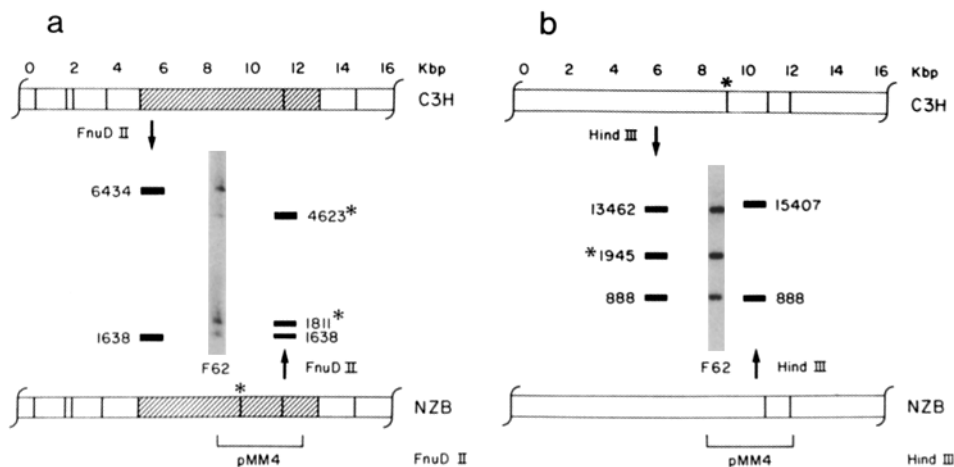 a
0 2 4 6 8 10 12 14 16 Kbp
C3H
FnuD II
6434
4623*
1811*
1638
1638
F62
FnuD II
*
NZB
pMM4
FnuD II
b
0 2 4 6 8 10 12 14 16 Kbp
*
C3H
Hind III
13462
15407
*1945
888
888
F62
Hind III
NZB
pMM4
Hind III